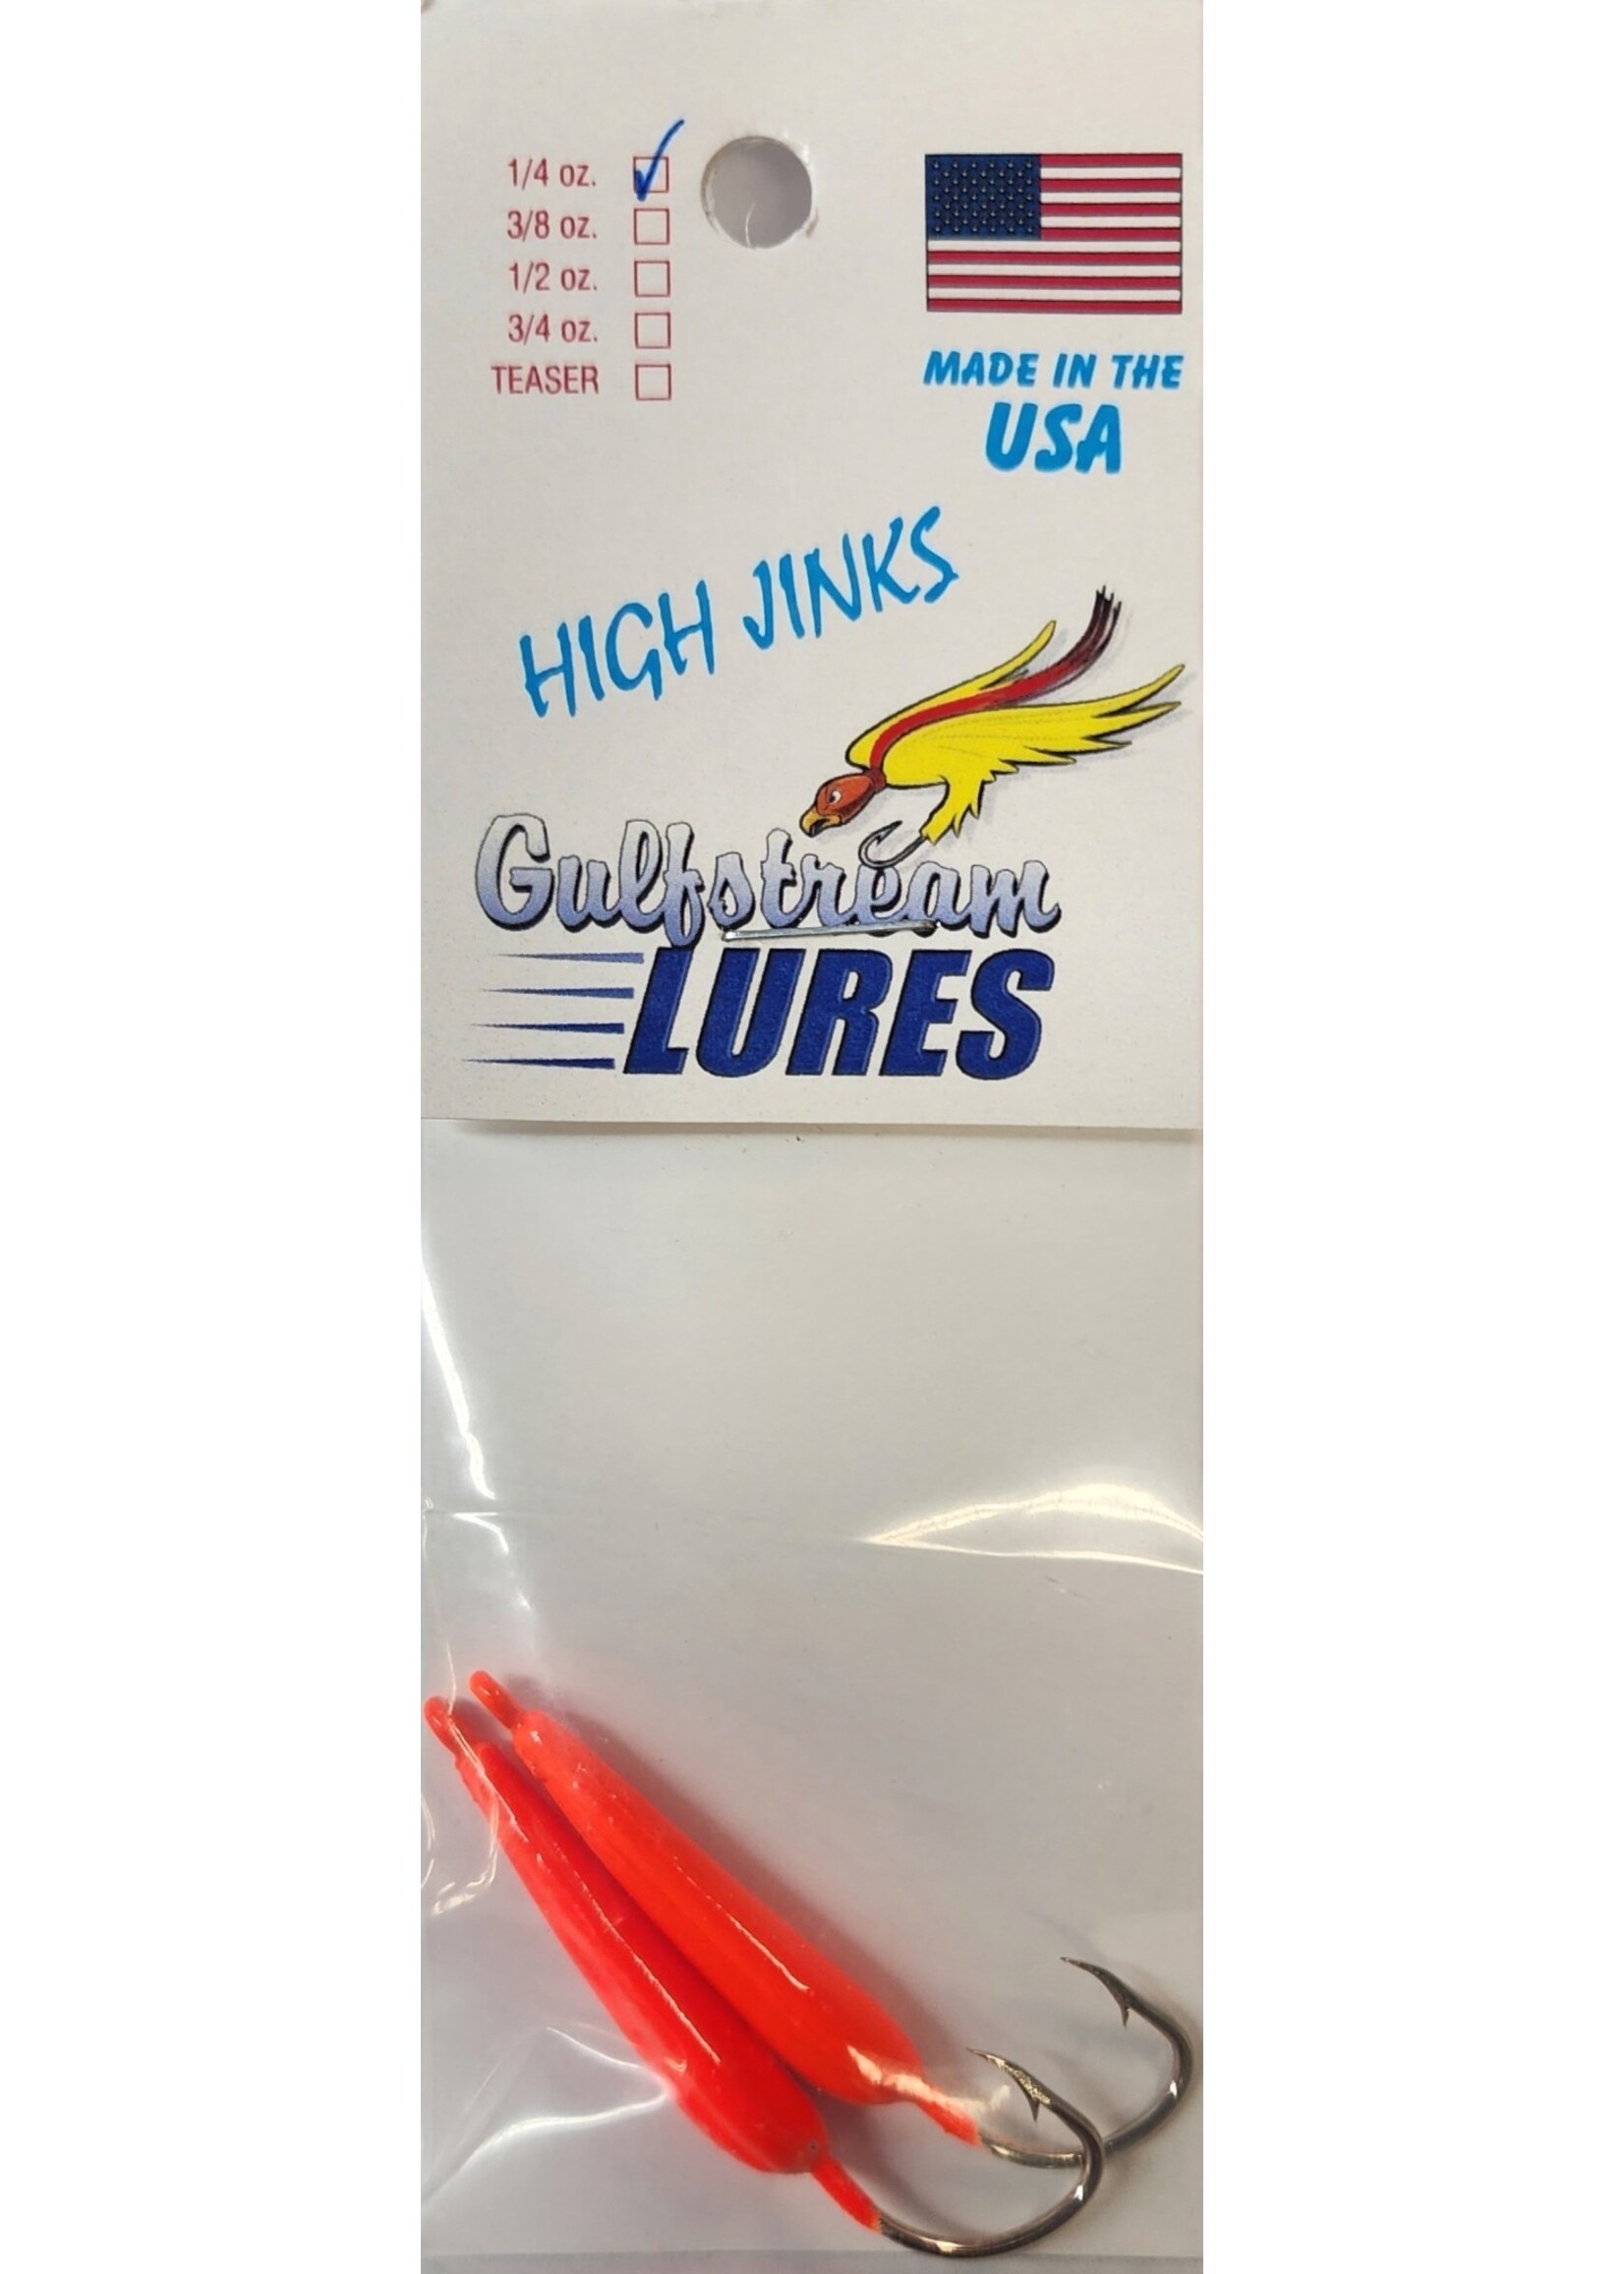 1/4 oz.
3/8 oz.
1/2 oz.
3/4 oz.
TEASER
MADE IN THE
USA
HIGH JINKS
Gulfstream
LURES